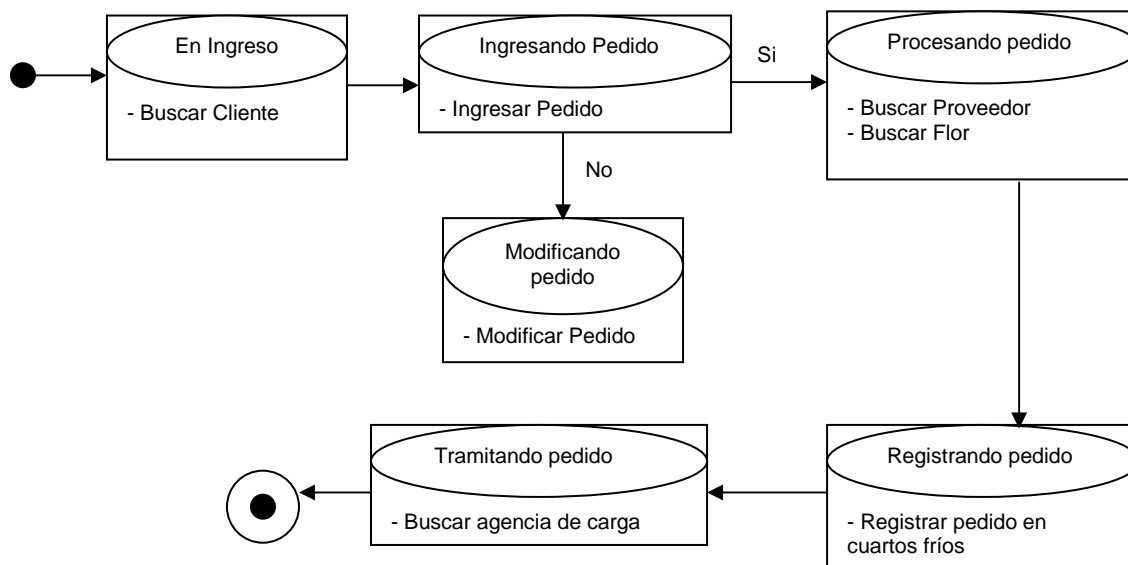 En Ingreso
- Buscar Cliente
Ingresando Pedido
- Ingresar Pedido
Si
Procesando pedido
- Buscar Proveedor
- Buscar Flor
No
Modificando
pedido
- Modificar Pedido
Tramitando pedido
- Buscar agencia de carga
Registrando pedido
- Registrar pedido en
cuartos fríos